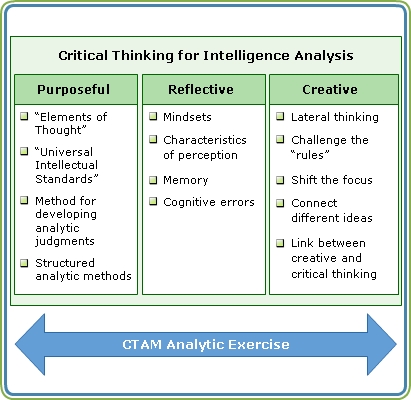 Critical Thinking for Intelligence Analysis
Purposeful
“Elements of
Thought”
“Universal
Intellectual
Standards”
Method for
developing
analytic
judgments
Structured
analytic methods
Reflective
Mindsets
Characteristics
of perception
Memory
Cognitive errors
Creative
Lateral thinking
Challenge the
“rules”
Shift the focus
Connect
different ideas
Link between
creative and
critical thinking
CTAM Analytic Exercise